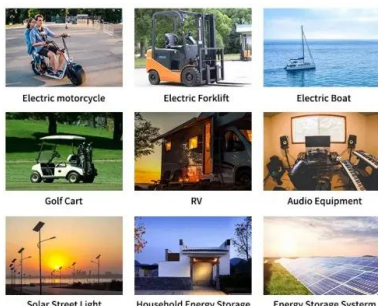 Electric motorcycle
Electric Forklift
Electric Boat
Golf Cart
RV
Audio Equipment
Solar Street Light
Household Energy Storage
Energy Storage Systerm